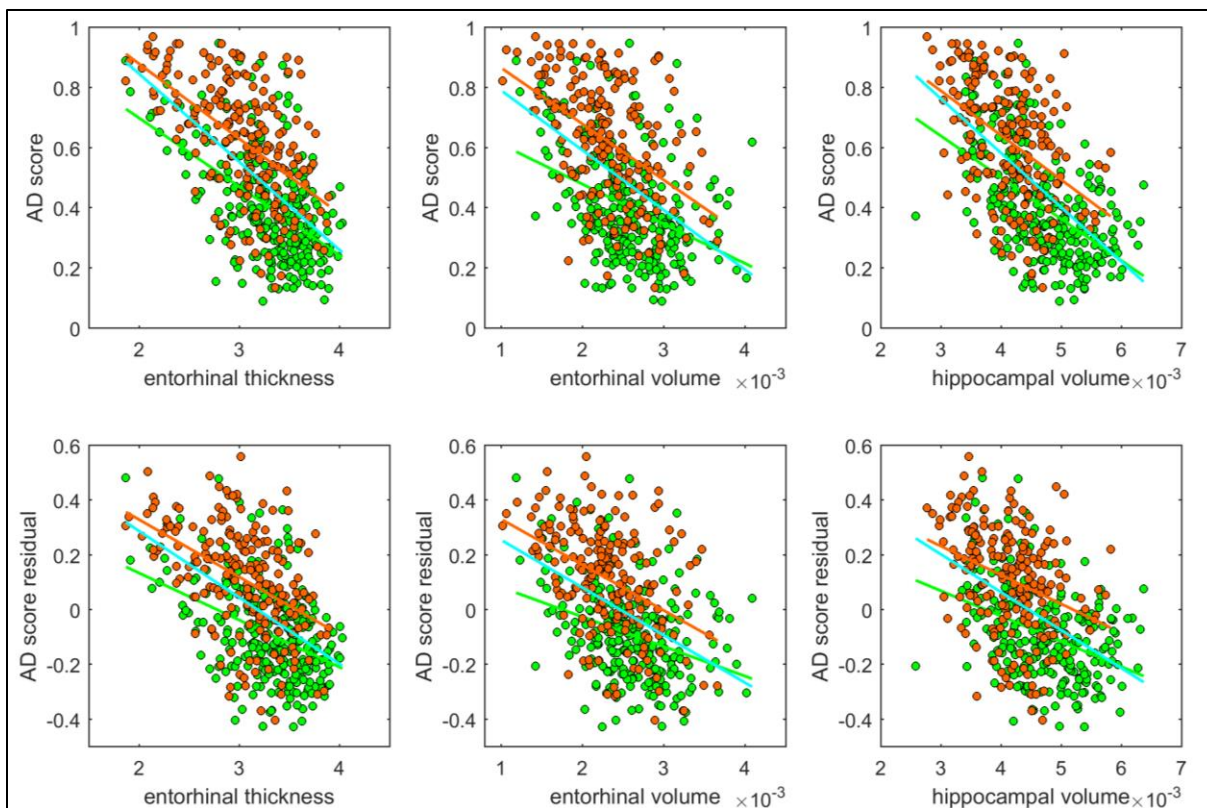 AD score
1
0.8
0.6
0.4
0.2
0
2 3 4
entorhinal thickness
AD score
1
0.8
0.6
0.4
0.2
0
1 2 3 4
entorhinal volume ×10-3
AD score
1
0.8
0.6
0.4
0.2
0
2 3 4 5 6 7
hippocampal volume ×10-3
AD score residual
0.6
0.4
0.2
0
-0.2
-0.4
2 3 4
entorhinal thickness
AD score residual
0.6
0.4
0.2
0
-0.2
-0.4
1 2 3 4
entorhinal volume ×10-3
AD score residual
0.6
0.4
0.2
0
-0.2
-0.4
2 3 4 5 6 7
hippocampal volume ×10-3